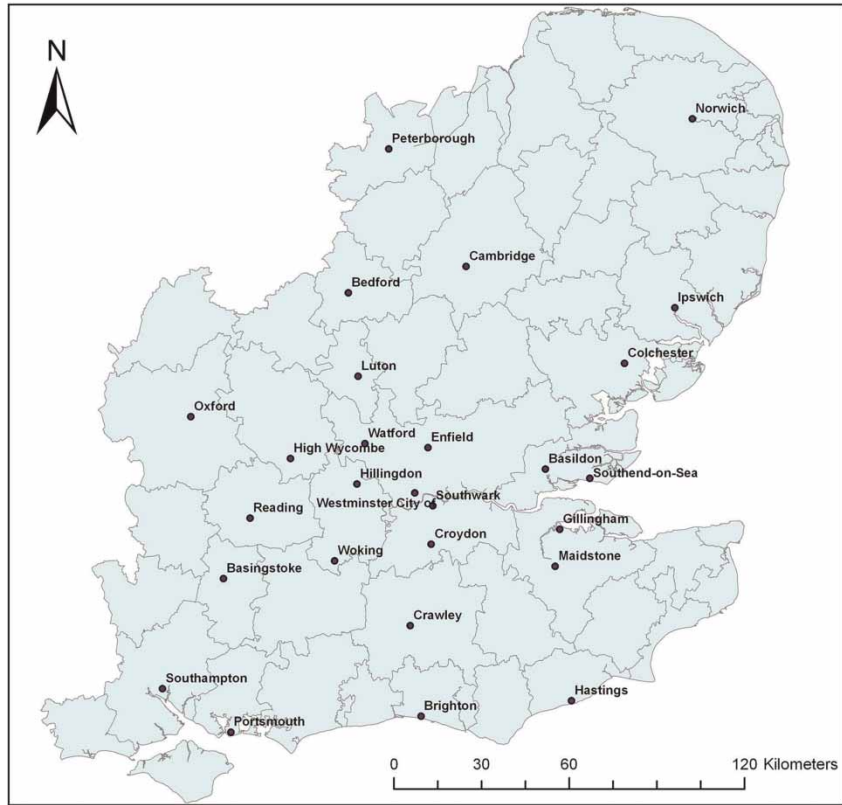 N
Norwich
Peterborough
Cambridge
Bedford
Ipswich
Colchester
Luton
Oxford
Watford
Enfield
High Wycombe
Basildon
Hillingdon
Southend-on-Sea
Westminster City of
Southwark
Reading
Gillingham
Croydon
Woking
Maidstone
Basingstoke
Crawley
Southampton
Hastings
Brighton
Portsmouth
0 30 60 120 Kilometers